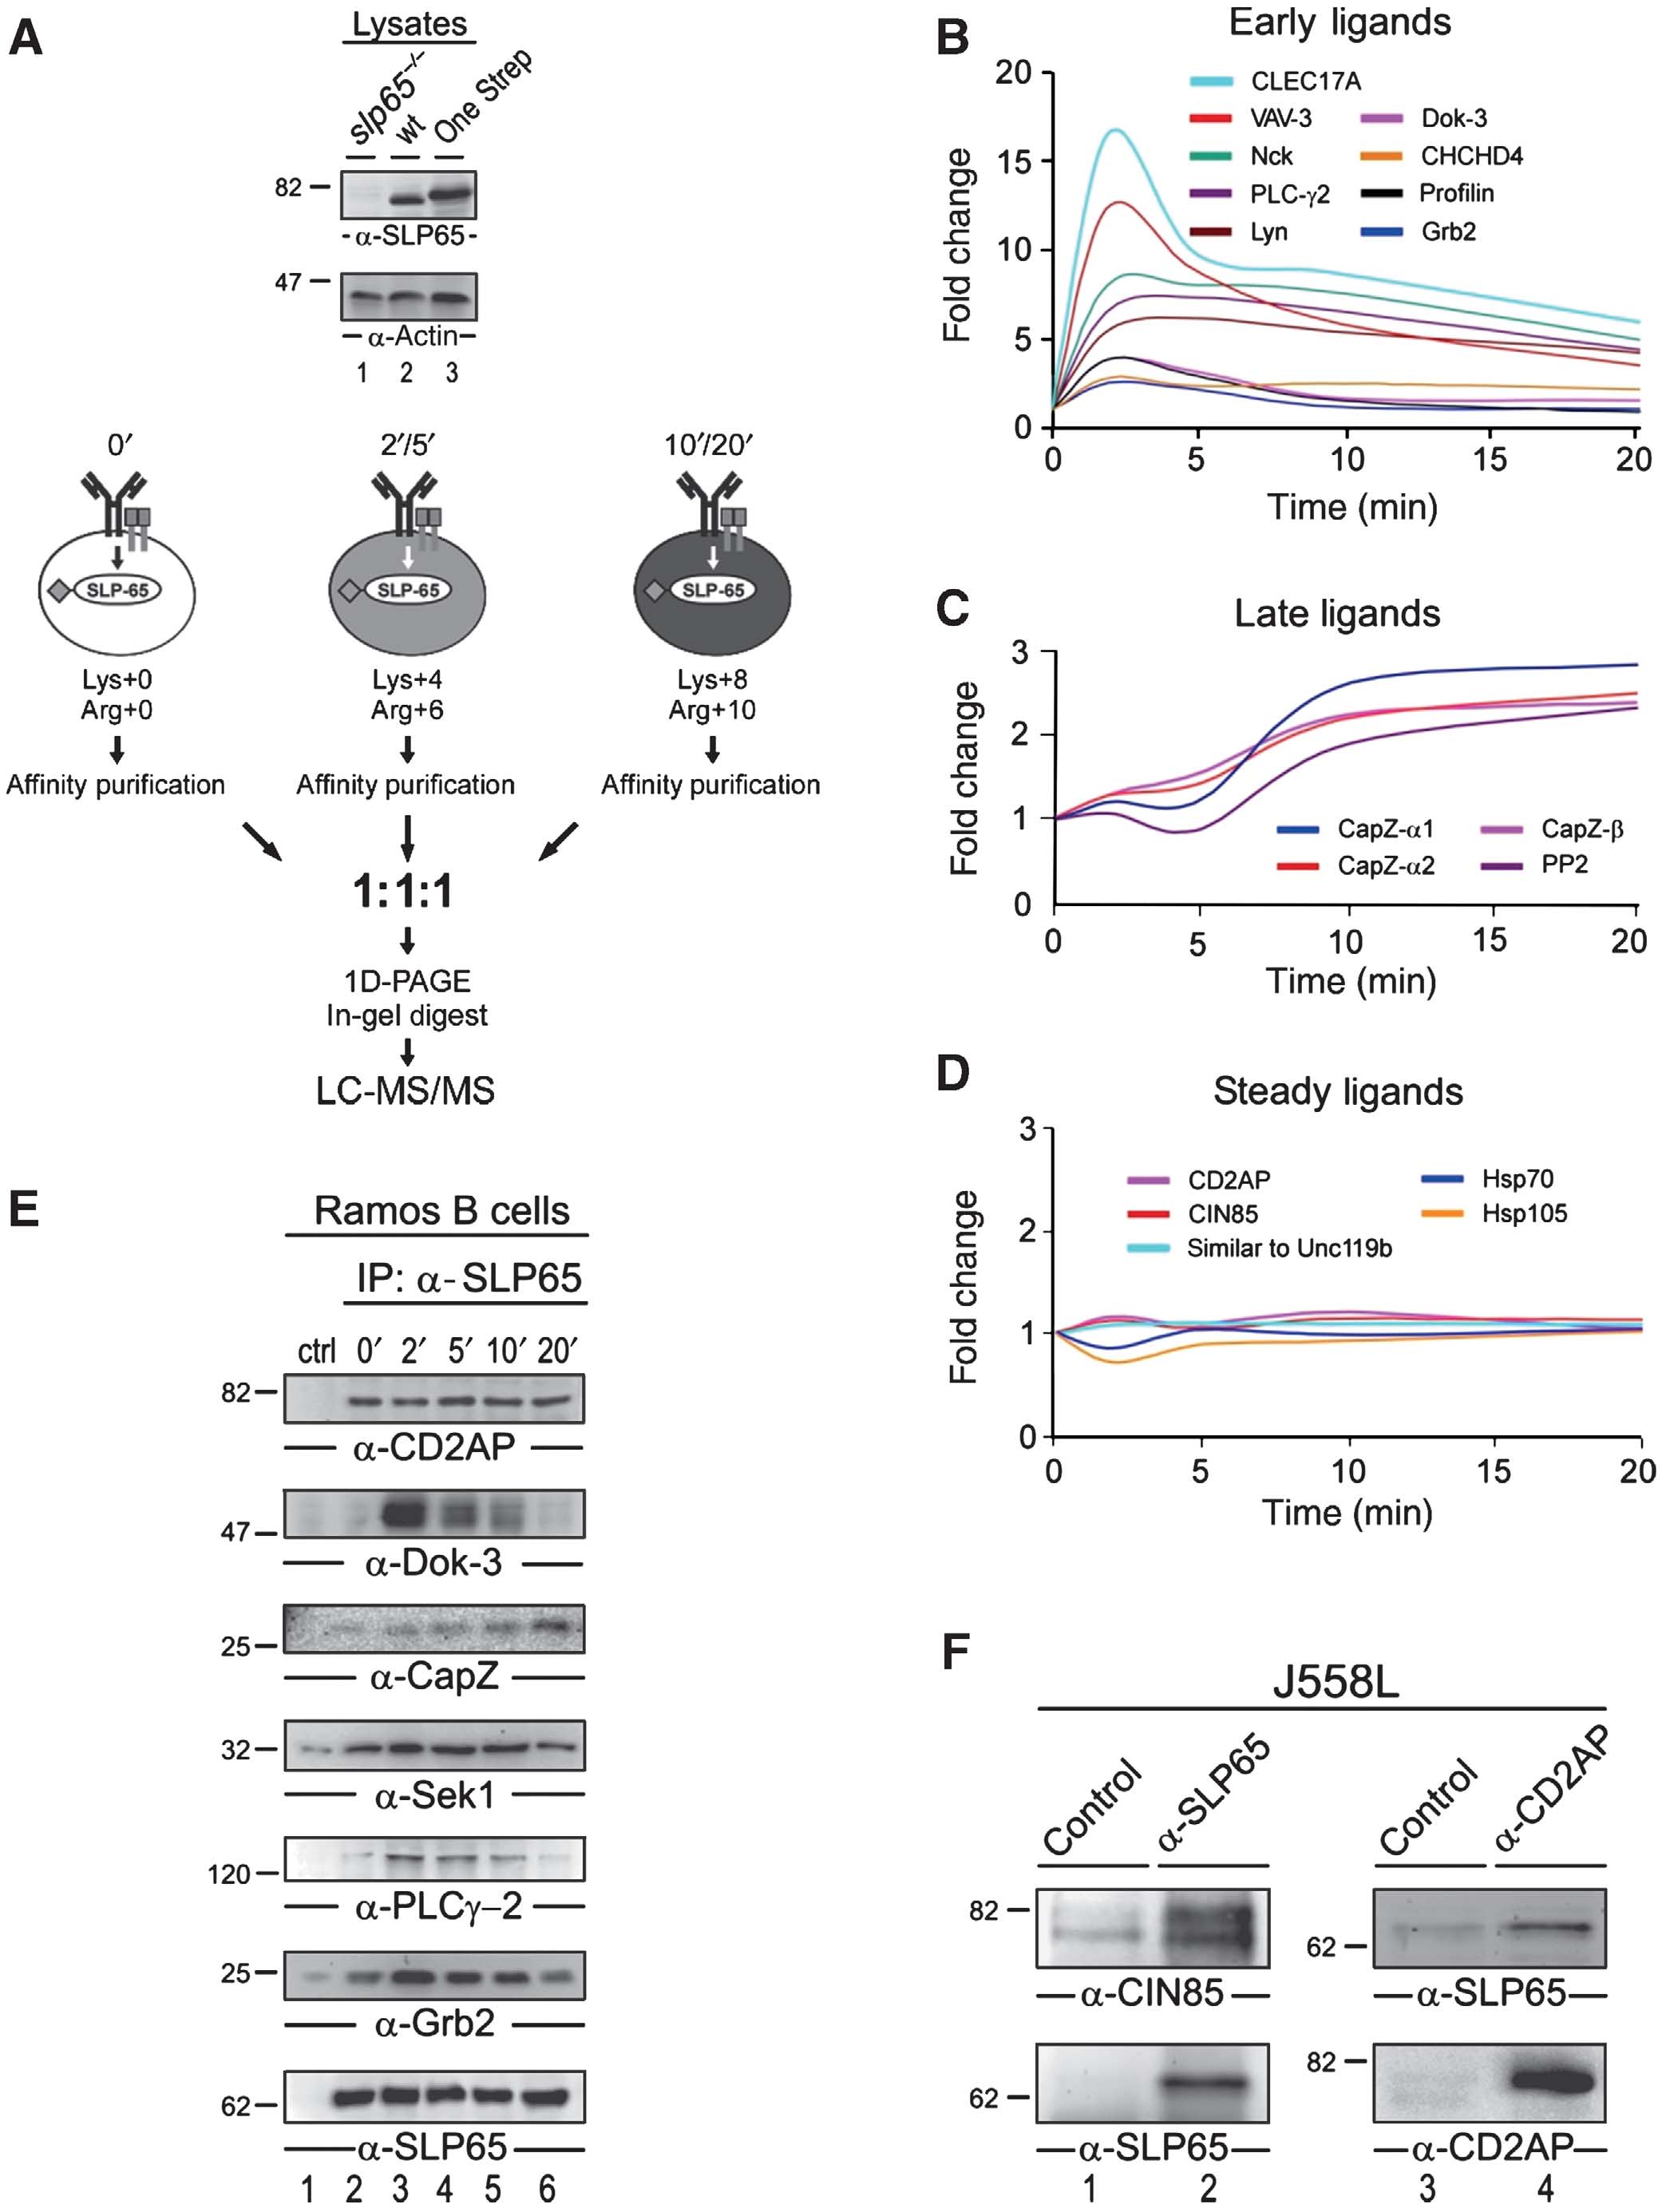 A
Lysates
slp65–/–
wt
One Strep
82
- α-SLP65-
47
α-Actin
1 2 3
0′ 2′/5′ 10′/20′
SLP-65 SLP-65 SLP-65
Lys+0 Lys+4 Lys+8
Arg+0 Arg+6 Arg+10
Affinity purification Affinity purification Affinity purification
1:1:1
1D-PAGE
In-gel digest
LC-MS/MS
B
Early ligands
Fold change
20
15
10
5
0
CLEC17A
VAV-3 Dok-3
Nck CHCHD4
PLC-γ2 Profilin
Lyn Grb2
0 5 10 15 20
Time (min)
C
Late ligands
Fold change
3
2
1
0
CapZ-α1 CapZ-β
CapZ-α2 PP2
0 5 10 15 20
Time (min)
D
Steady ligands
Fold change
3
2
1
0
CD2AP Hsp70
CIN85 Hsp105
Similar to Unc119b
0 5 10 15 20
Time (min)
E
Ramos B cells
IP: α-SLP65
ctrl 0′ 2′ 5′ 10′ 20′
82
α-CD2AP
47
α-Dok-3
25
α-CapZ
32
α-Sek1
120
α-PLCγ–2
25
α-Grb2
62
α-SLP65
1 2 3 4 5 6
F
J558L
Control
α-SLP65
Control
α-CD2AP
82
62
α-CIN85 α-SLP65
62
82
α-SLP65 α-CD2AP
1 2 3 4